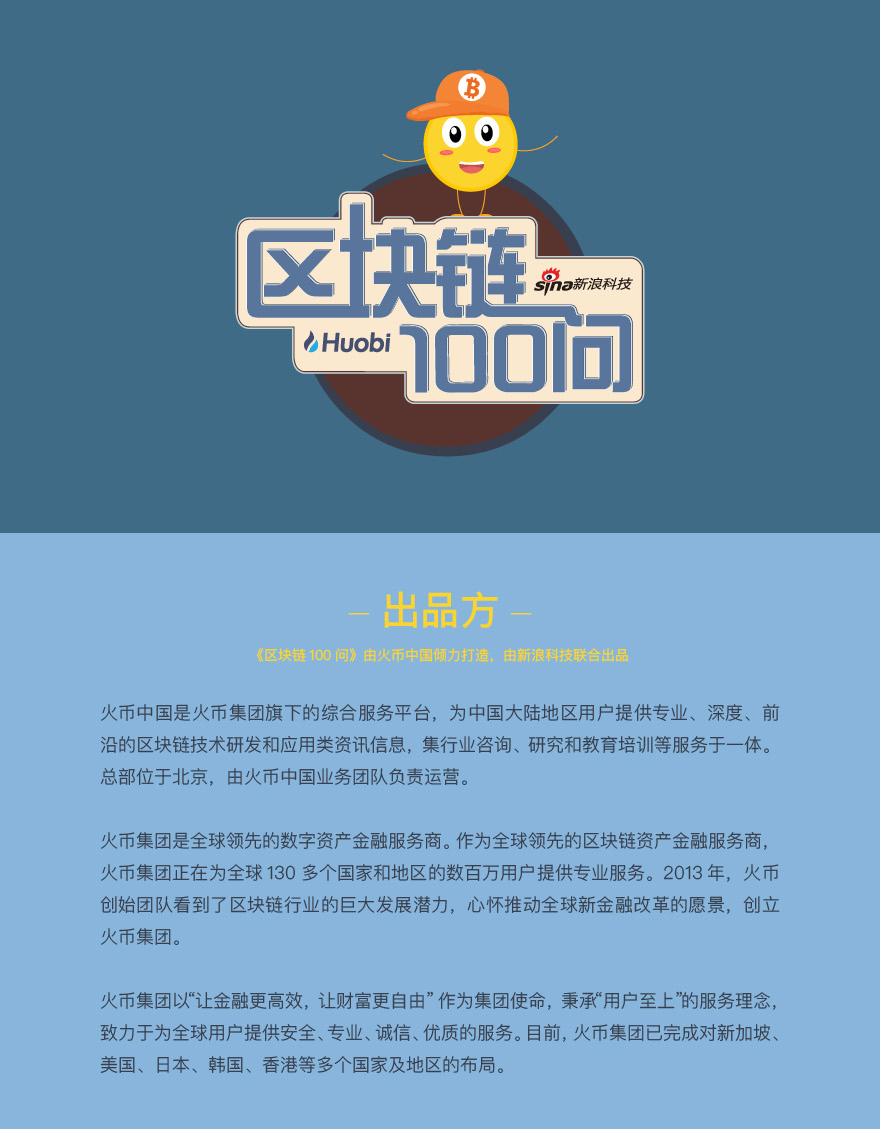 区块链
sina新浪科技
Huobi
100问
出品方
《区块链 100 问》由火币中国倾力打造，由新浪科技联合出品
火币中国是火币集团旗下的综合服务平台，为中国大陆地区用户提供专业、深度、前
沿的区块链技术研发和应用类资讯信息，集行业咨询、研究和教育培训等服务于一体。
总部位于北京，由火币中国业务团队负责运营。
火币集团是全球领先的数字资产金融服务商。作为全球领先的区块链资产金融服务商，
火币集团正在为全球 130 多个国家和地区的数百万用户提供专业服务。2013 年，火币
创始团队看到了区块链行业的巨大发展潜力，心怀推动全球新金融改革的愿景，创立
火币集团。
火币集团以“让金融更高效，让财富更自由” 作为集团使命，秉承“用户至上”的服务理念，
致力于为全球用户提供安全、专业、诚信、优质的服务。目前，火币集团已完成对新加坡、
美国、日本、韩国、香港等多个国家及地区的布局。